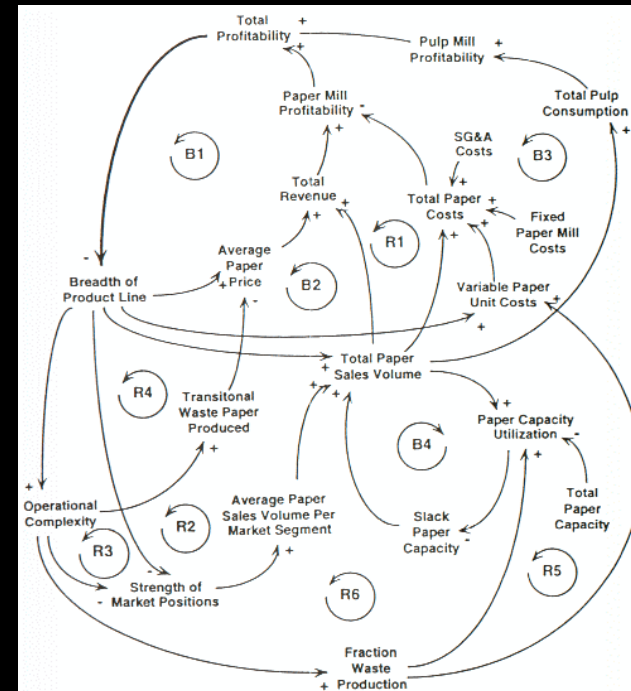 Total
Profitability
+
+
Pulp Mill
Profitability
+
Paper Mill
Profitability
-
+
Total Pulp
Consumption
+
SG&A
Costs
B1
B3
Total
Revenue
+
+
+
Total Paper
Costs
+
+
+
R1
Fixed
Paper Mill
Costs
-
Average
Paper
Price
+
-
B2
Breadth of
Product Line
Variable Paper
Unit Costs
+
+
Total Paper
Sales Volume
+
+
+
R4
Transitonal
Waste Paper
Produced
+
+
Paper Capacity
Utilization
-
+
B4
+
Operational
Complexity
R2
Average Paper
Sales Volume Per
Market Segment
+
Slack
Paper
Capacity
-
Total
Paper
Capacity
R3
-
-
Strength of
Market Positions
R6
R5
Fraction
Waste
Production
+